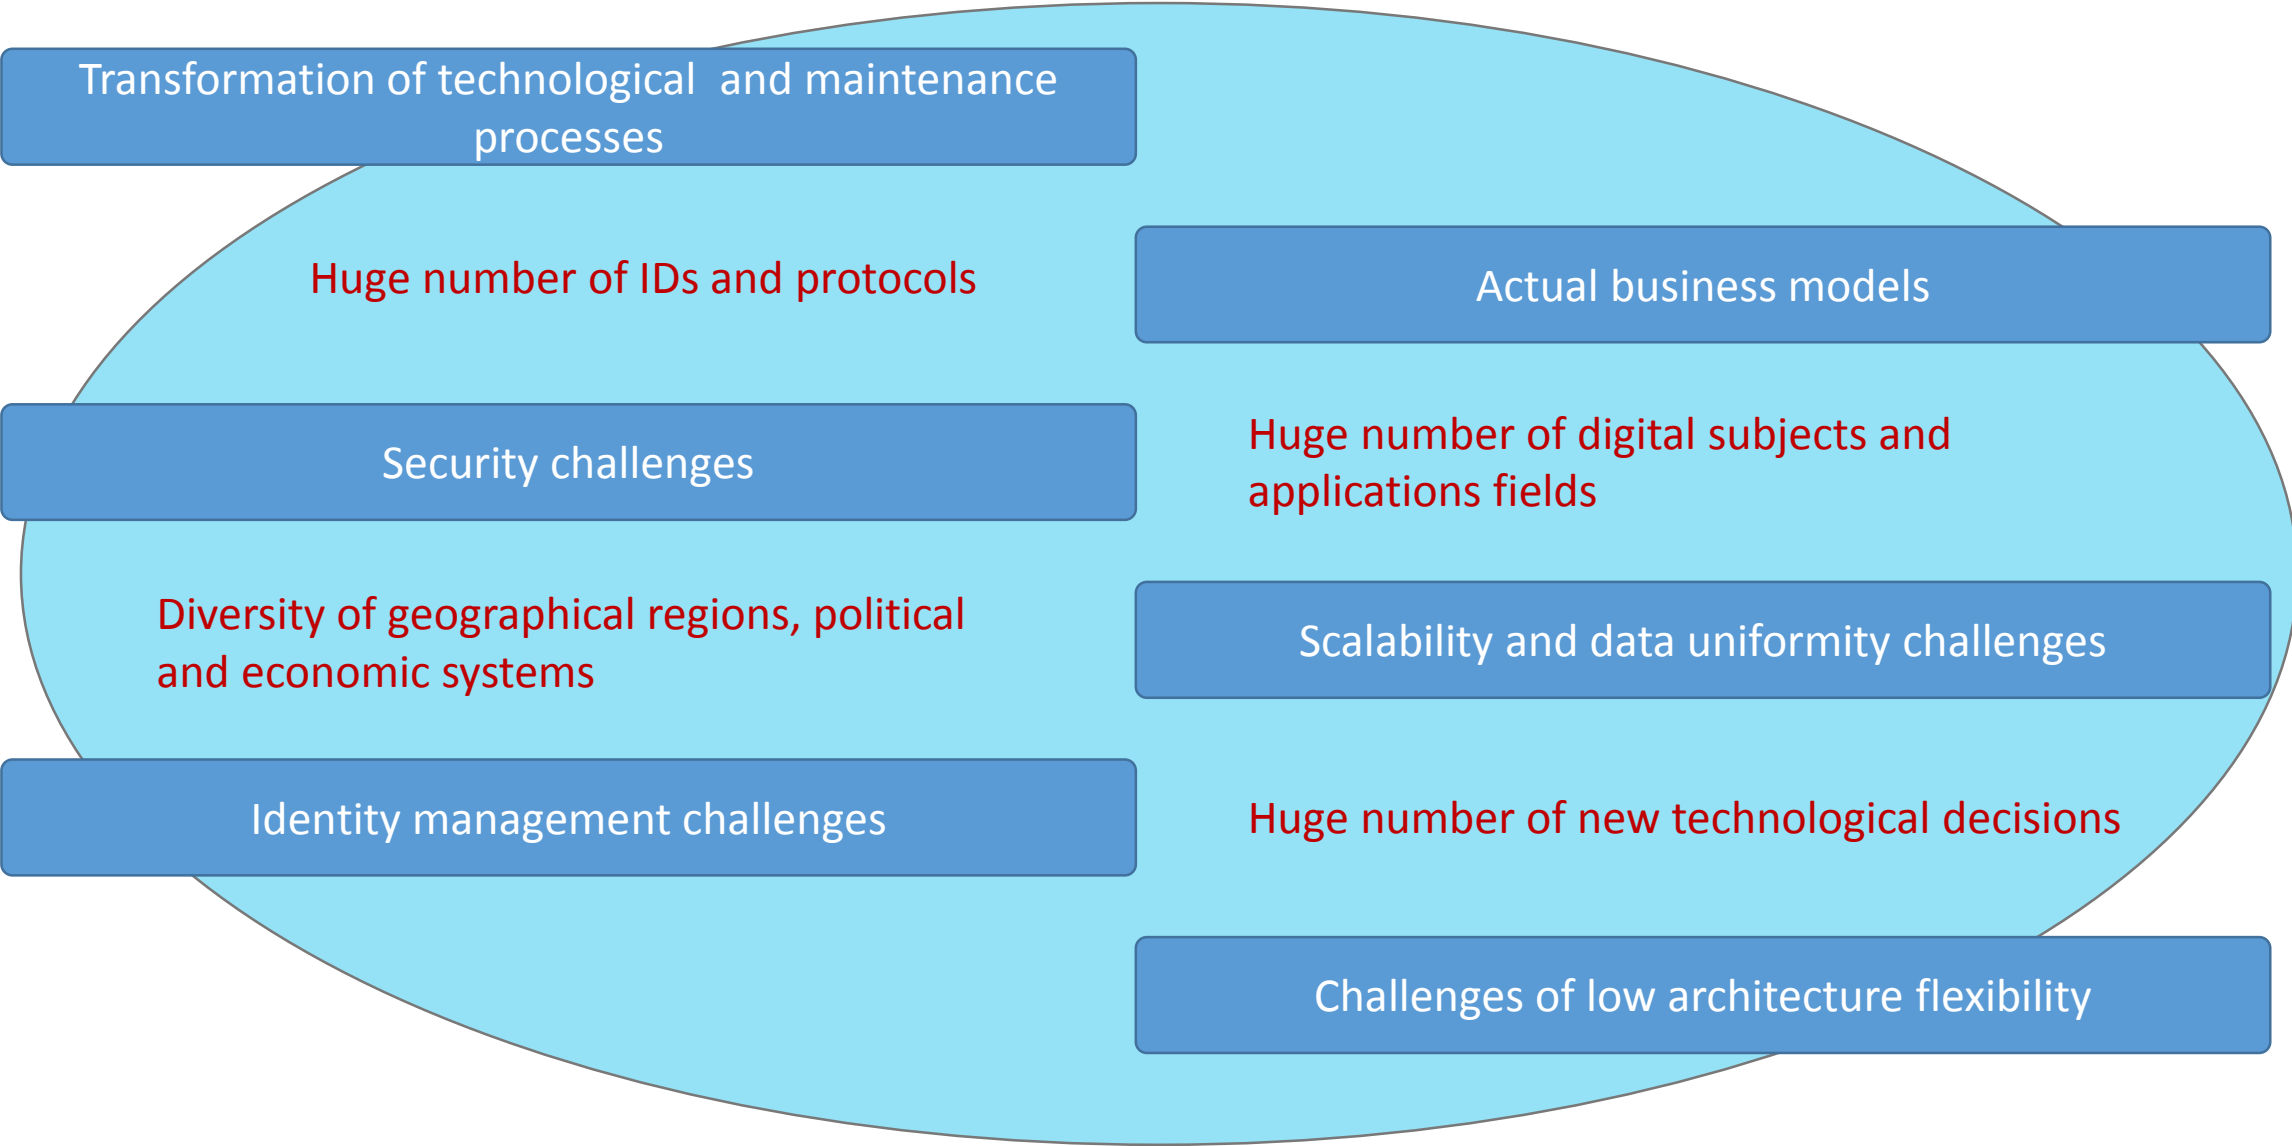 Transformation of technological  and maintenance
processes
Huge number of IDs and protocols
Actual business models
Security challenges
Huge number of digital subjects and
applications fields
Diversity of geographical regions, political
and economic systems
Scalability and data uniformity challenges
Identity management challenges
Huge number of new technological decisions
Challenges of low architecture flexibility